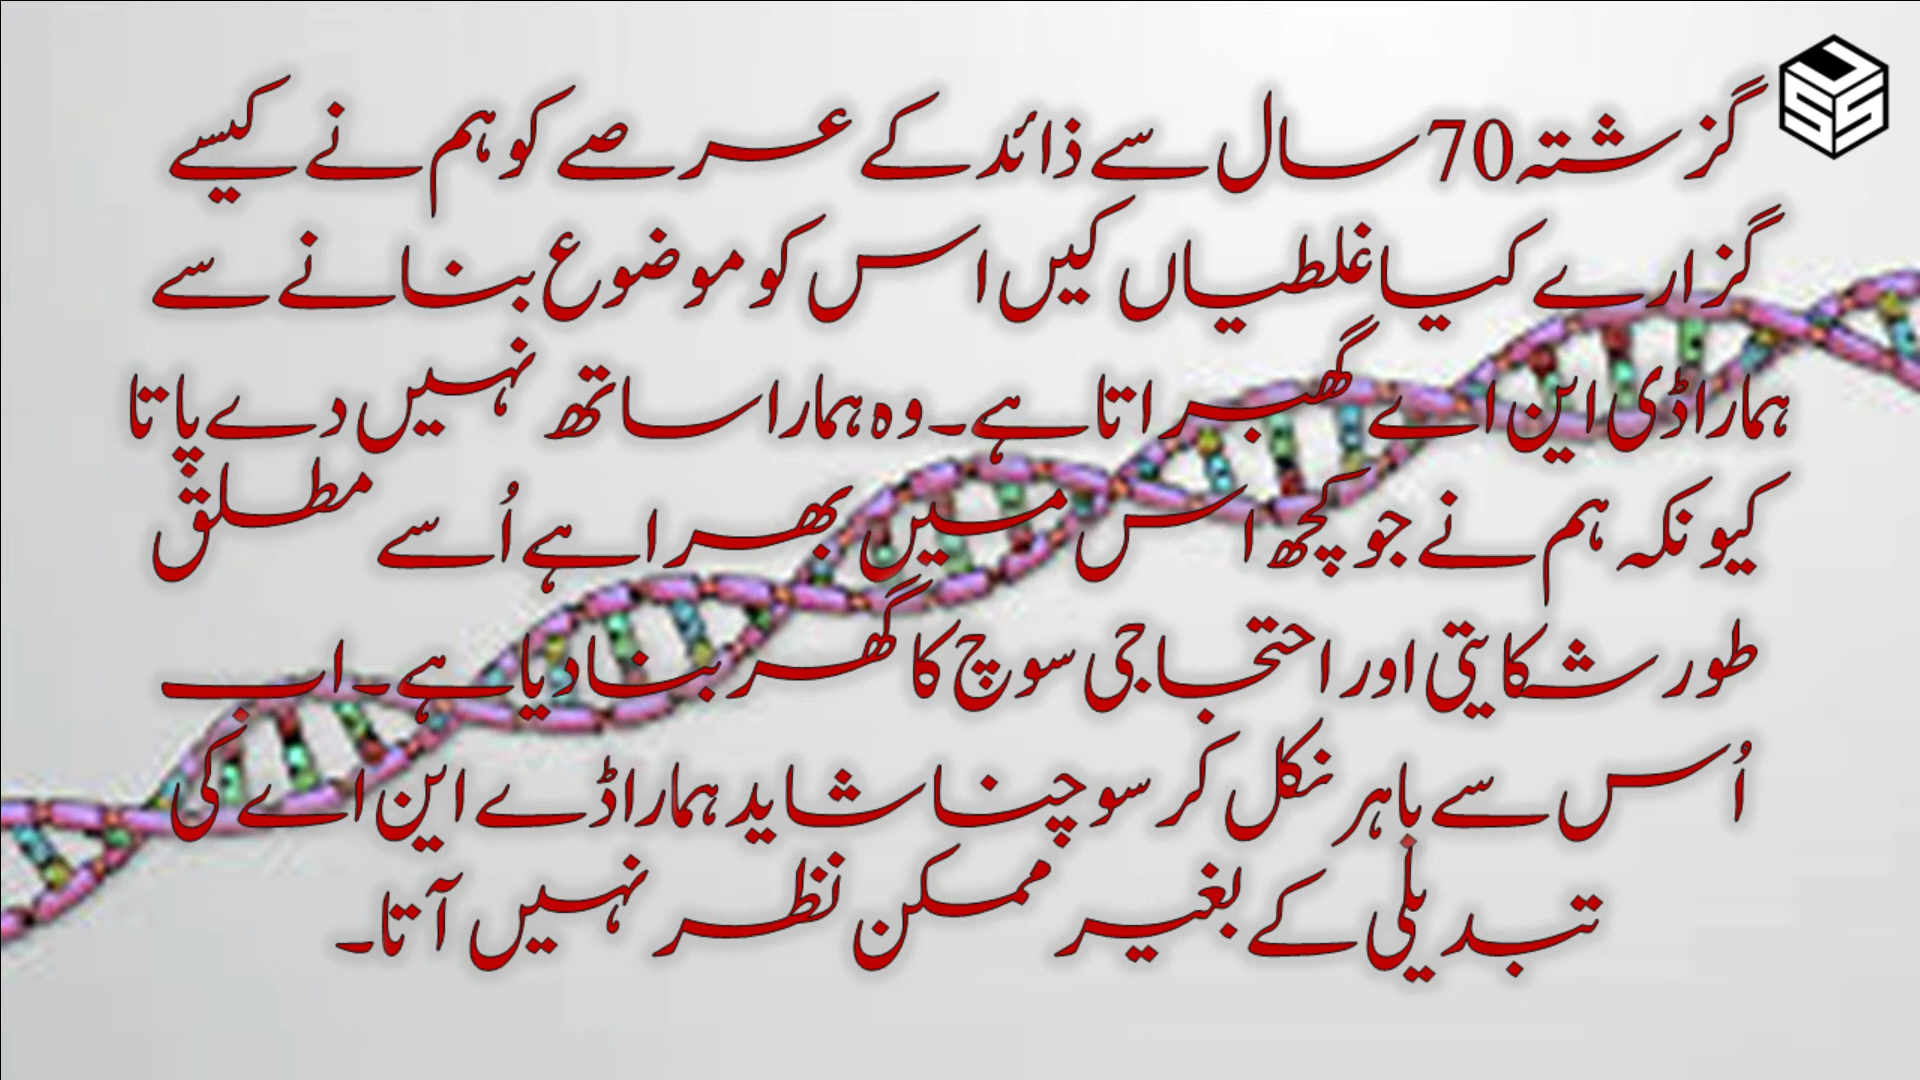 گزشتہ 70 سال سے ذائد کے عرصے کو ہم نے کیسے
گزارے کیا غلطیاں کیں اس کو موضوع بنانے سے
ہمارا ڈی این اے گھبراتا ہے۔ وہ ہمارا ساتھ نہیں دے پاتا
کیونکہ ہم نے جو کچھ اس میں بھرا ہے اُسے مطلق
طور شکایتی اور احتجاجی سوچ کا گھر بنا دیا ہے۔ اب
اُس سے باہر نکل کر سوچنا شاید ہمارا ڈے این اے کی
تبدیلی کے بغیر ممکن نظر نہیں آتا۔